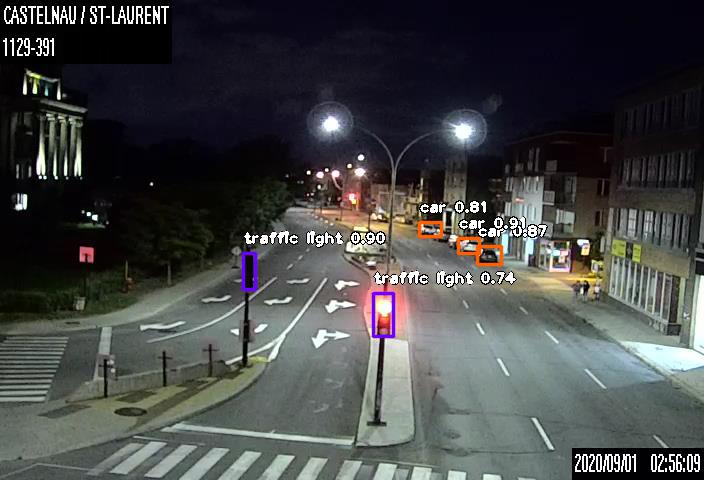 CASTELNAU / ST-LAURENT
1129-391
car 0.81
car 0.91
car 0.87
traffic light 0.90
traffic light 0.74
2020/09/01 02:56:09